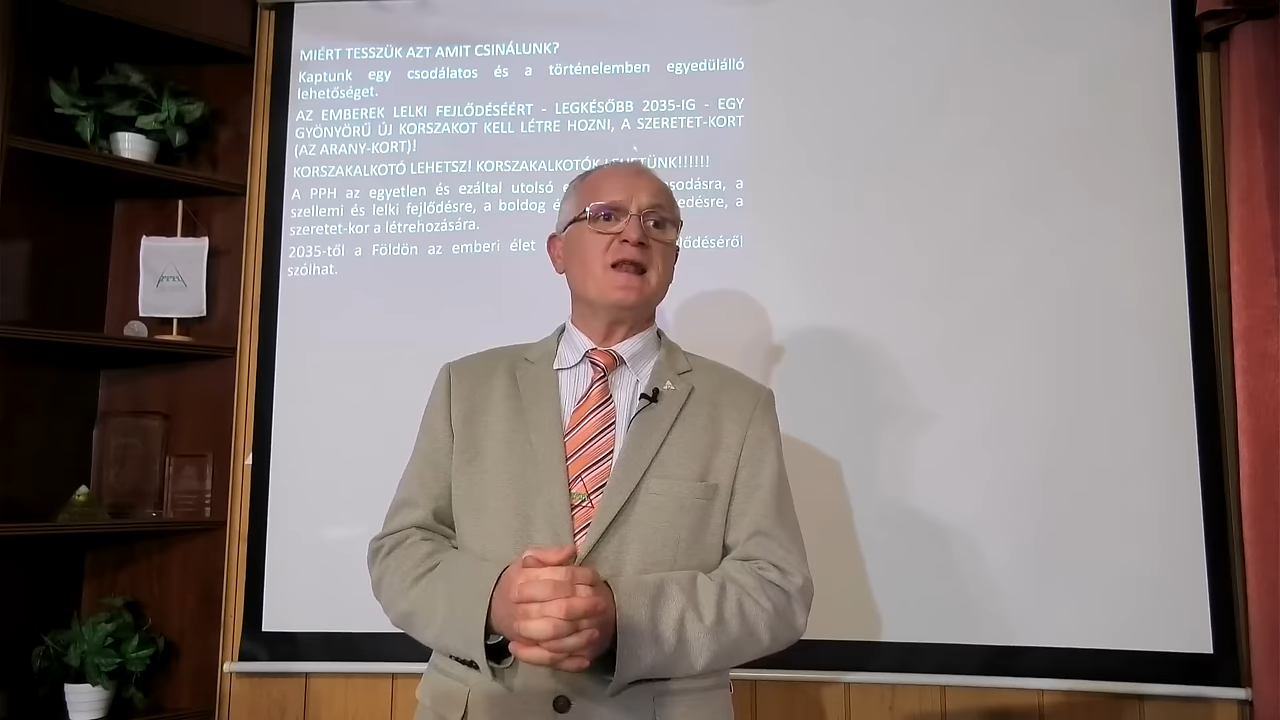 MIÉRT TESSZÜK AZT AMIT CSINÁLUNK?
Kaptunk egy csodálatos és a történelemben egyedülálló
lehetőséget.
AZ EMBEREK LELKI FEJLŐDÉSÉÉRT - LEGKÉSŐBB 2035-IG - EGY
GYÖNYÖRŰ ÚJ KORSZAKOT KELL LÉTRE HOZNI, A SZERETET-KORT
(AZ ARANY-KORT)!
KORSZAKALKOTÓ LEHETSZ! KORSZAKALKOTÓK LEHETÜNK!!!!!!
A PPH az egyetlen és ezáltal utolsó
szellemi és lelki fejlődésre, a boldog
szeretet-kor a létrehozására.
2035-től a Földön az emberi élet
szólhat.
PPH